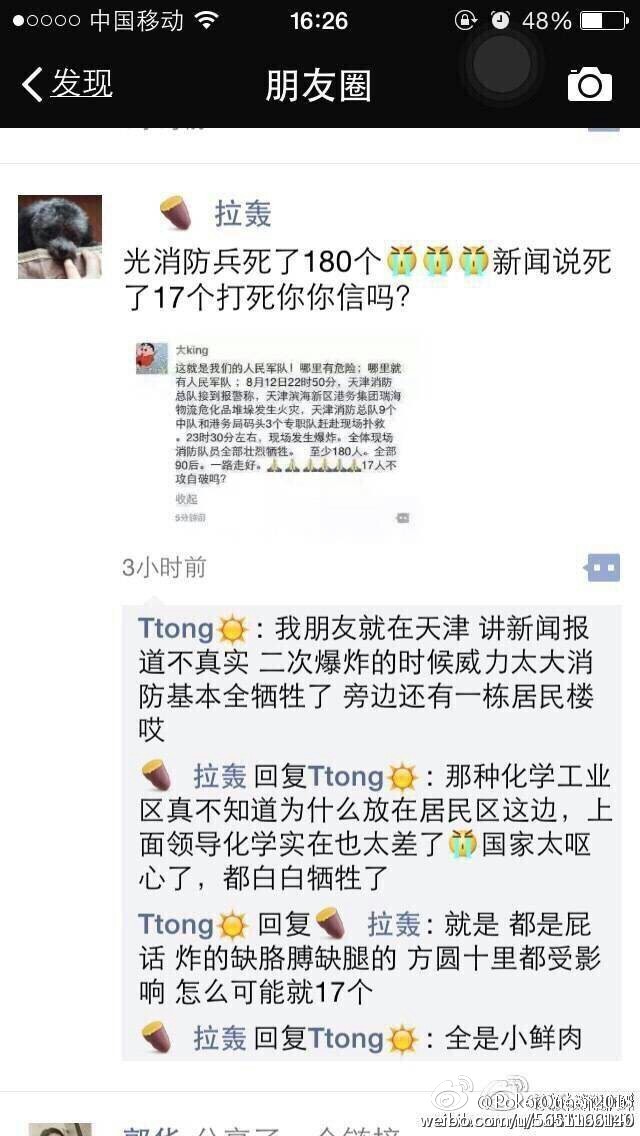 中国移动 16:26 48%
发现 朋友圈
拉轰
光消防兵死了180个😭😭😭新闻说死
了17个打死你你信吗?
大king
这就是我们的人民军队！哪里有危险；哪里就
有人民军队；8月12日22时50分，天津消防
总队接到报警称，天津滨海新区港务集团瑞海
物流危化品堆垛发生火灾，天津消防总队9个
中队和港务局码头3个专职队赶赴现场扑救
。23时30分左右，现场发生爆炸。全体现场
消防队员全部壮烈牺牲。 至少180人。全部
90后。一路走好。🙏🙏🙏🙏🙏🙏17人不
攻自破吗？
收起
5分钟前
3小时前
Ttong☀：我朋友就在天津 讲新闻报
道不真实 二次爆炸的时候威力太大消
防基本全牺牲了 旁边还有一栋居民楼
哎
🍠 拉轰回复Ttong☀：那种化学工业
区真不知道为什么放在居民区这边，上
面领导化学实在也太差了😭国家太呕
心了，都白白牺牲了
Ttong☀回复🍠 拉轰：就是 都是屁
话 炸的缺胳膊缺腿的 方圆十里都受影
响 怎么可能就17个
🍠 拉轰回复Ttong☀：全是小鲜肉